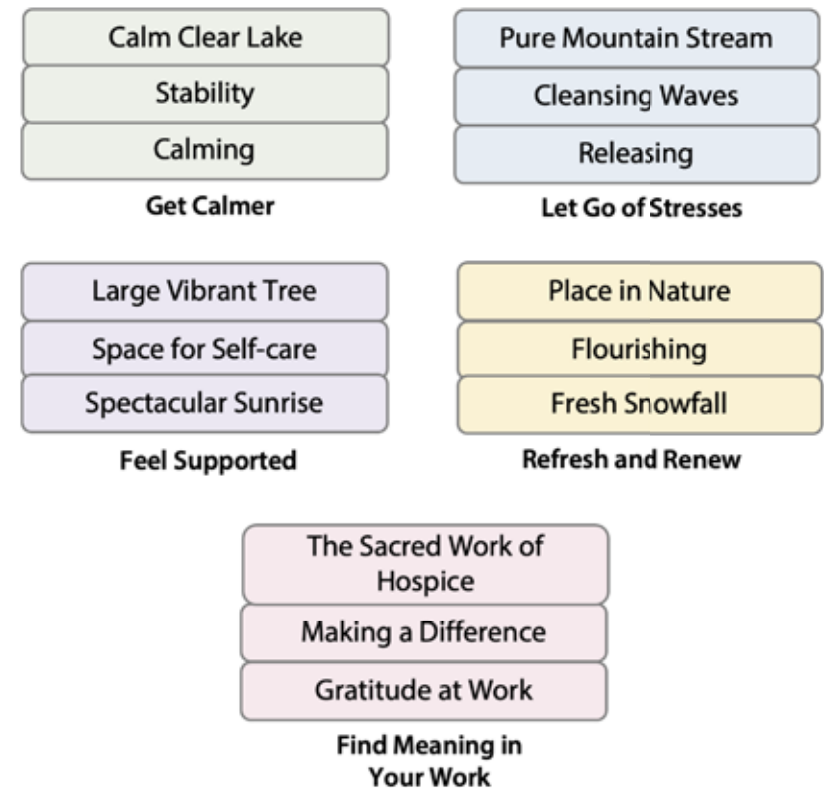 Calm Clear Lake
Stability
Calming
Get Calmer
Pure Mountain Stream
Cleansing Waves
Releasing
Let Go of Stresses
Large Vibrant Tree
Space for Self-care
Spectacular Sunrise
Feel Supported
Place in Nature
Flourishing
Fresh Snowfall
Refresh and Renew
The Sacred Work of
Hospice
Making a Difference
Gratitude at Work
Find Meaning in
Your Work